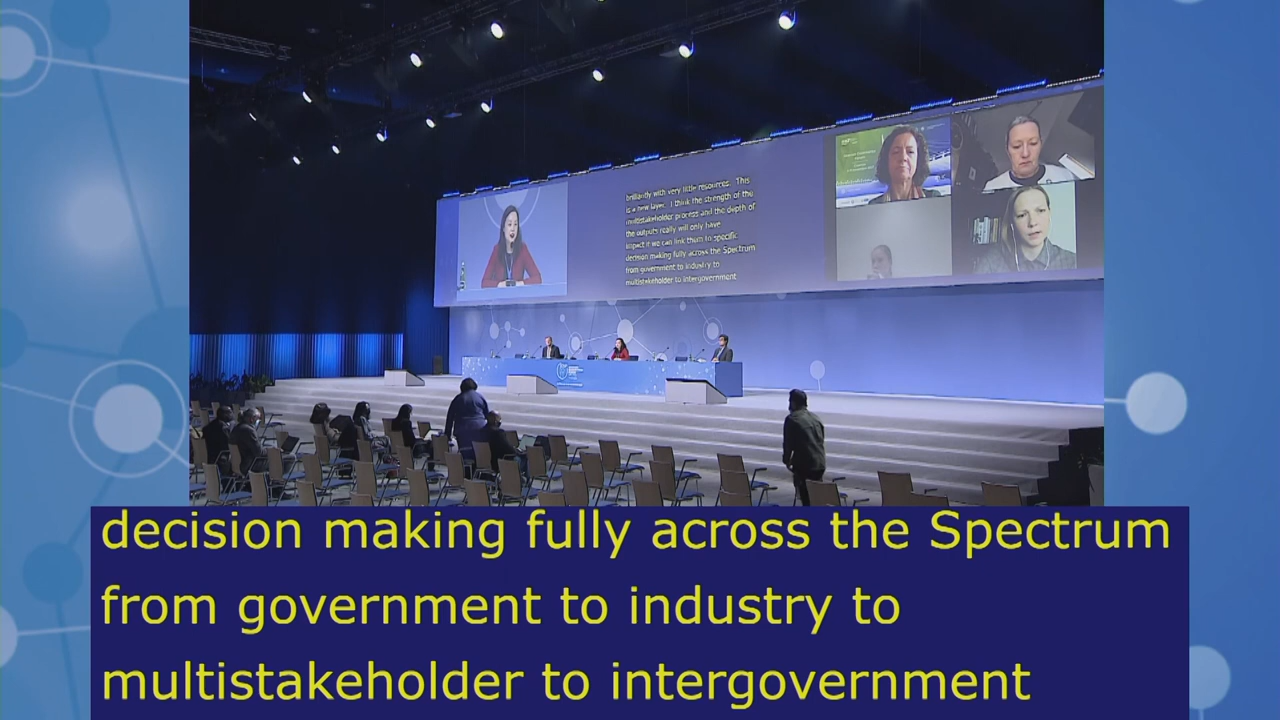 brilliantly with very little resources. This
is a new layer. I think the strength of the
multistakeholder process and the depth of
the outputs really will only have
impact if we can link them to specific
decision making fully across the Spectrum
from government to industry to
multistakeholder to intergovernment
decision making fully across the Spectrum
from government to industry to
multistakeholder to intergovernment